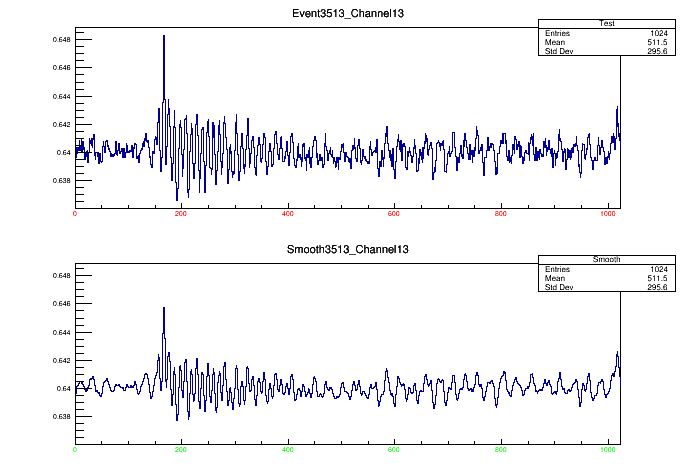 Event3513_Channel13
Test
Entries 1024
Mean 511.5
Std Dev 295.6
0.648
0.646
0.644
0.642
0.64
0.638
0 200 400 600 800 1000
Smooth3513_Channel13
Smooth
Entries 1024
Mean 511.5
Std Dev 295.6
0.648
0.646
0.644
0.642
0.64
0.638
0 200 400 600 800 1000